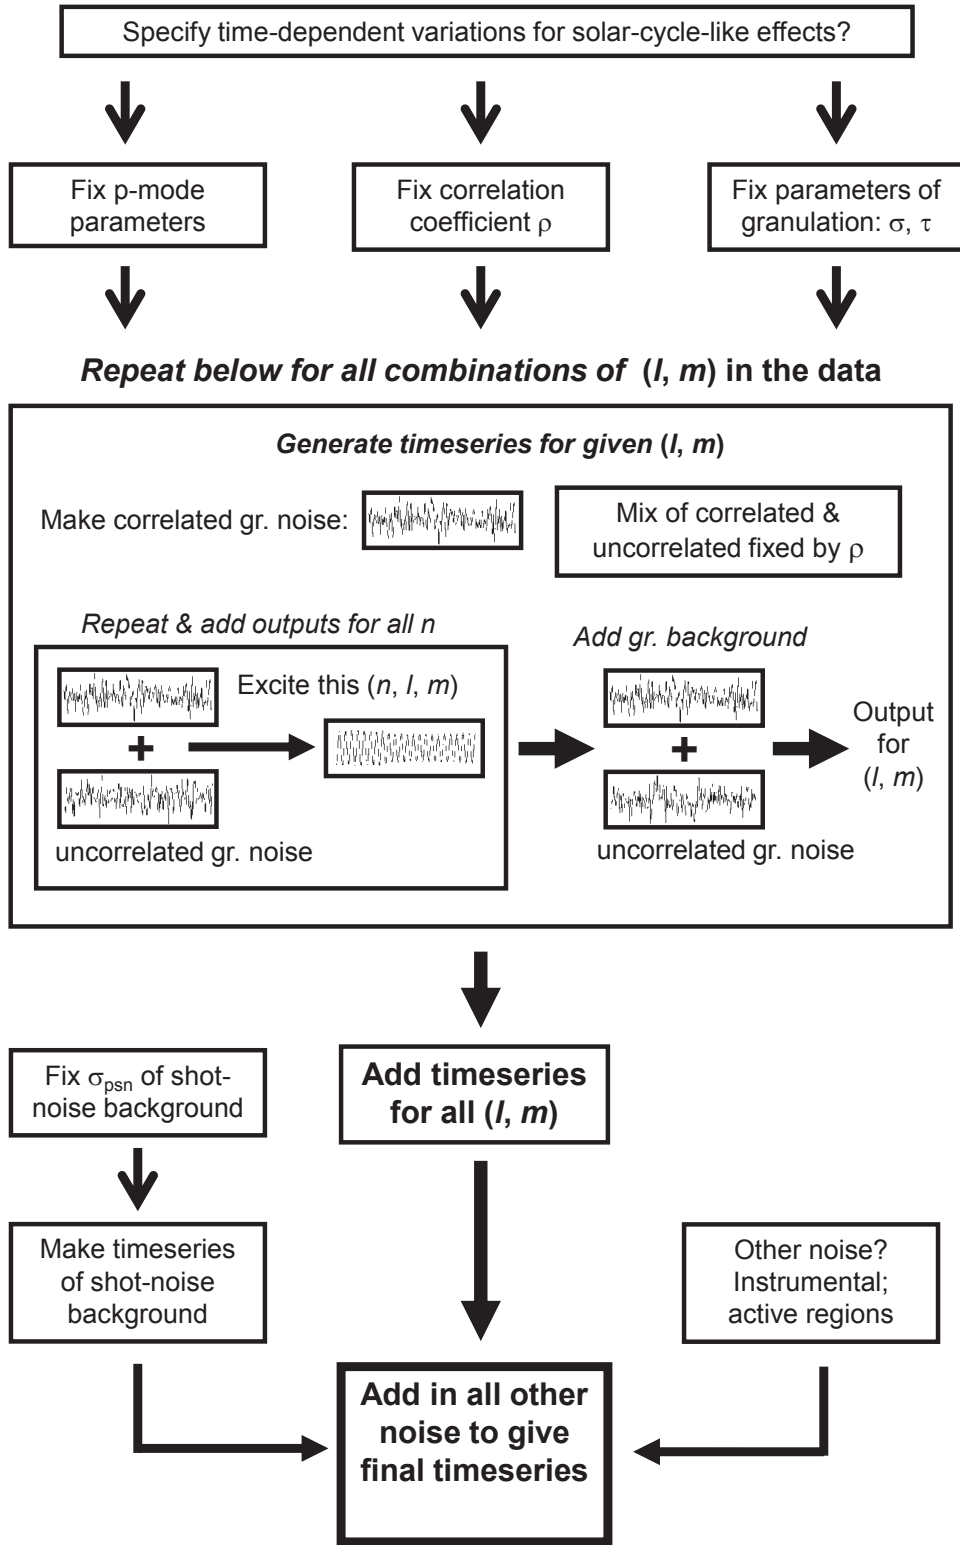 Specify time-dependent variations for solar-cycle-like effects?
Fix p-mode
parameters
Fix correlation
coefficient ρ
Fix parameters of
granulation: σ, τ
Repeat below for all combinations of (l, m) in the data
Generate timeseries for given (l, m)
Make correlated gr. noise:
Mix of correlated &
uncorrelated fixed by ρ
Repeat & add outputs for all n
Excite this (n, l, m)
+
uncorrelated gr. noise
Add gr. background
+
uncorrelated gr. noise
Output
for
(l, m)
Fix σpsn of shot-
noise background
Add timeseries
for all (l, m)
Make timeseries
of shot-noise
background
Other noise?
Instrumental;
active regions
Add in all other
noise to give
final timeseries